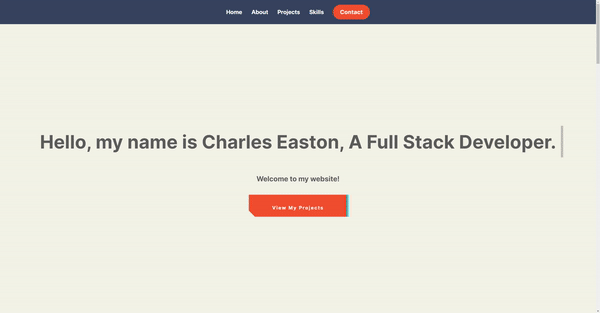 Home About Projects Skills Contact
Hello, my name is Charles Easton, A Full Stack Developer.
Welcome to my website!
View My Projects